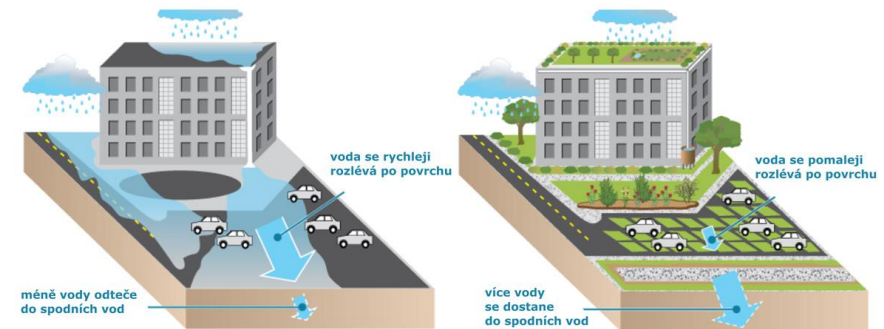 voda se rychleji
rozlévá po povrchu
méně vody odteče
do spodních vod
voda se pomaleji
rozlévá po povrchu
více vody
se dostane
do spodních vod